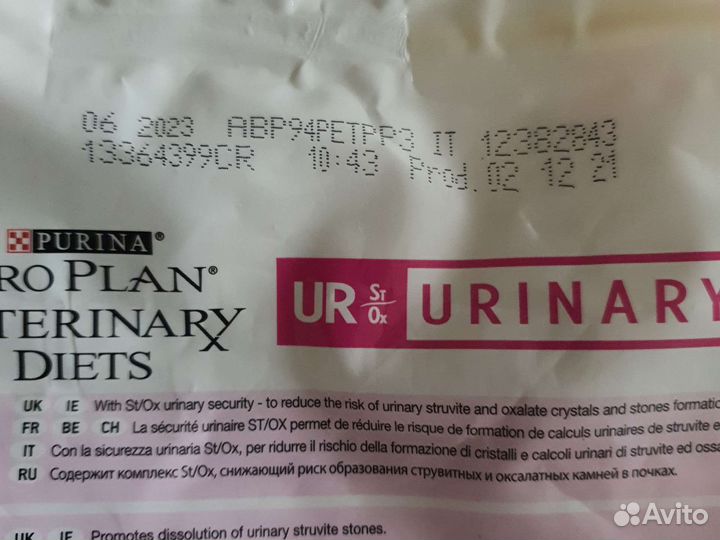 06 2023 ABP94PETPP3 IT 12382843
13364399CR 10:43 Prod. 02 12 21
PURINA®
RO PLAN®
TERINARY
DIETS
UR St/Ox URINARY
UK IE With St/Ox urinary security - to reduce the risk of urinary struvite and oxalate crystals and stones formatio
FR BE CH La sécurité urinaire ST/OX permet de réduire le risque de formation de calculs urinaires de struvite e
IT Con la sicurezza urinaria St/Ox, per ridurre il rischio della formazione di cristalli e calcoli urinari di struvite ed ossa
RU Содержит комплекс St/Ox, снижающий риск образования струвитных и оксалатных камней в почках.
UK IE Promotes dissolution of urinary struvite stones.
Avito